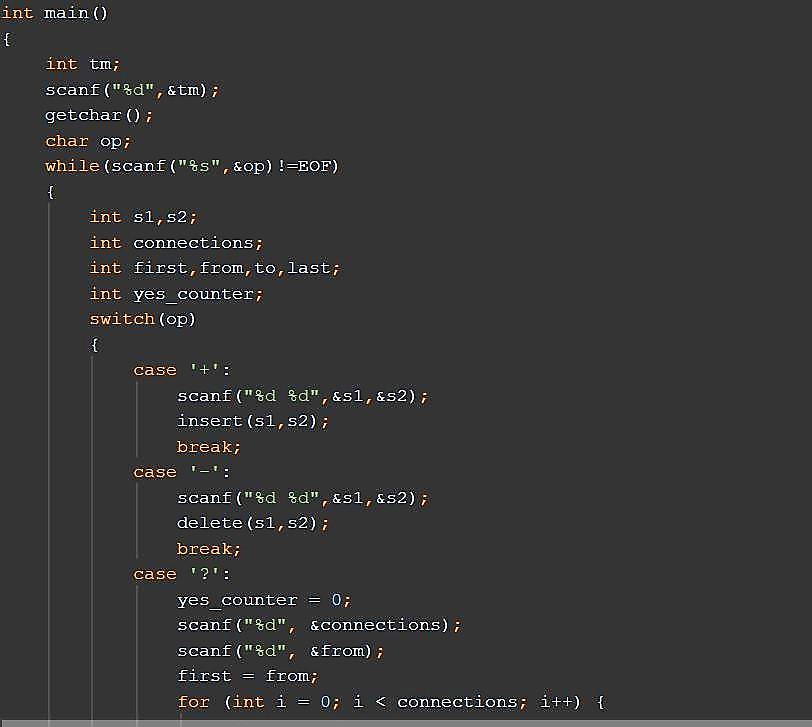 int main()
{
    int tm;
    scanf("%d",&tm);
    getchar();
    char op;
    while(scanf("%s",&op)!=EOF)
    {
        int s1,s2;
        int connections;
        int first,from,to,last;
        int yes_counter;
        switch(op)
        {
            case '+':
                scanf("%d %d",&s1,&s2);
                insert(s1,s2);
                break;
            case '-':
                scanf("%d %d",&s1,&s2);
                delete(s1,s2);
                break;
            case '?':
                yes_counter = 0;
                scanf("%d", &connections);
                scanf("%d", &from);
                first = from;
                for (int i = 0; i < connections; i++) {